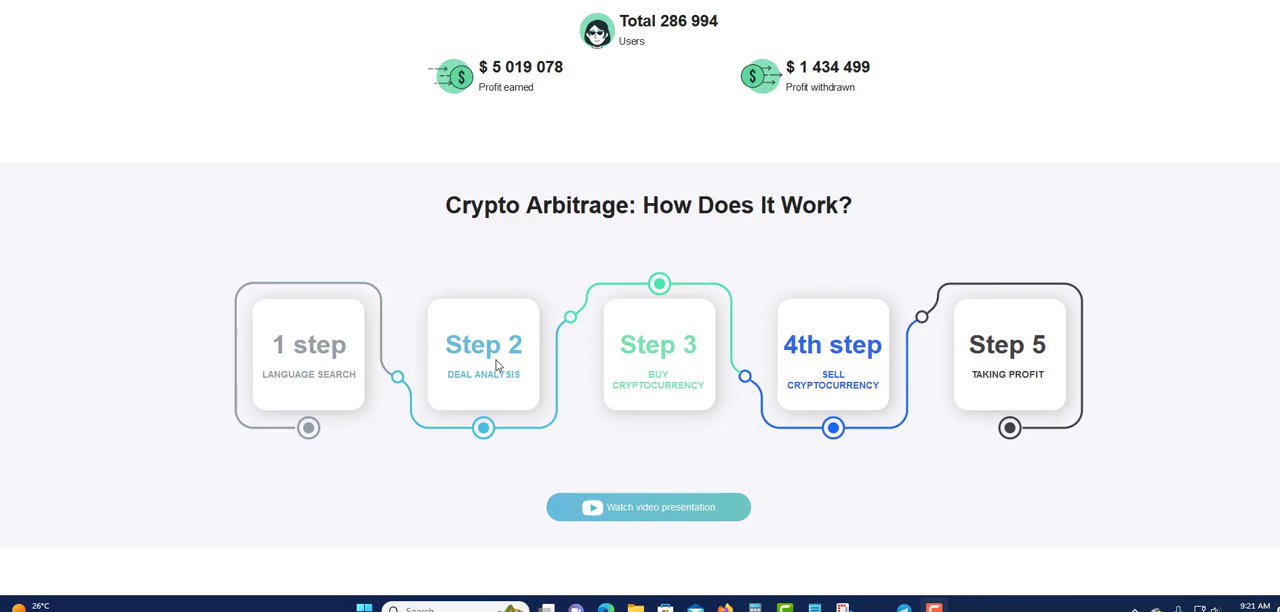 Total 286 994
Users
$ 5 019 078
Profit earned
$ 1 434 499
Profit withdrawn
Crypto Arbitrage: How Does It Work?
1 step
LANGUAGE SEARCH
Step 2
DEAL ANALYSIS
Step 3
BUY
CRYPTOCURRENCY
4th step
SELL
CRYPTOCURRENCY
Step 5
TAKING PROFIT
Watch video presentation
26°C
Search
9:21 AM